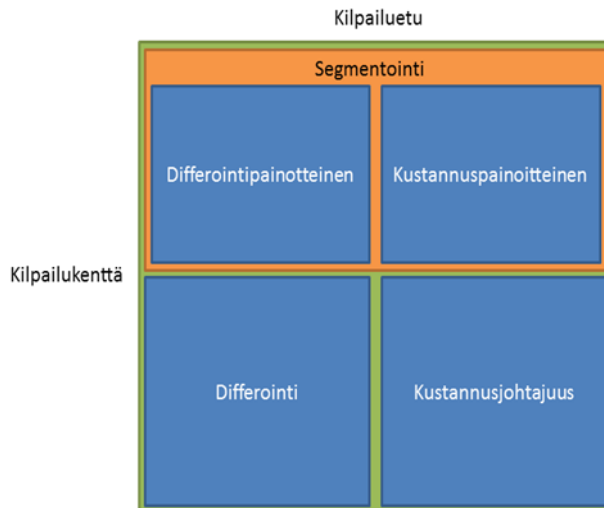 Kilpailuetu
Segmentointi
Differointipainotteinen
Kustannuspainoitteinen
Kilpailukenttä
Differointi
Kustannusjohtajuus